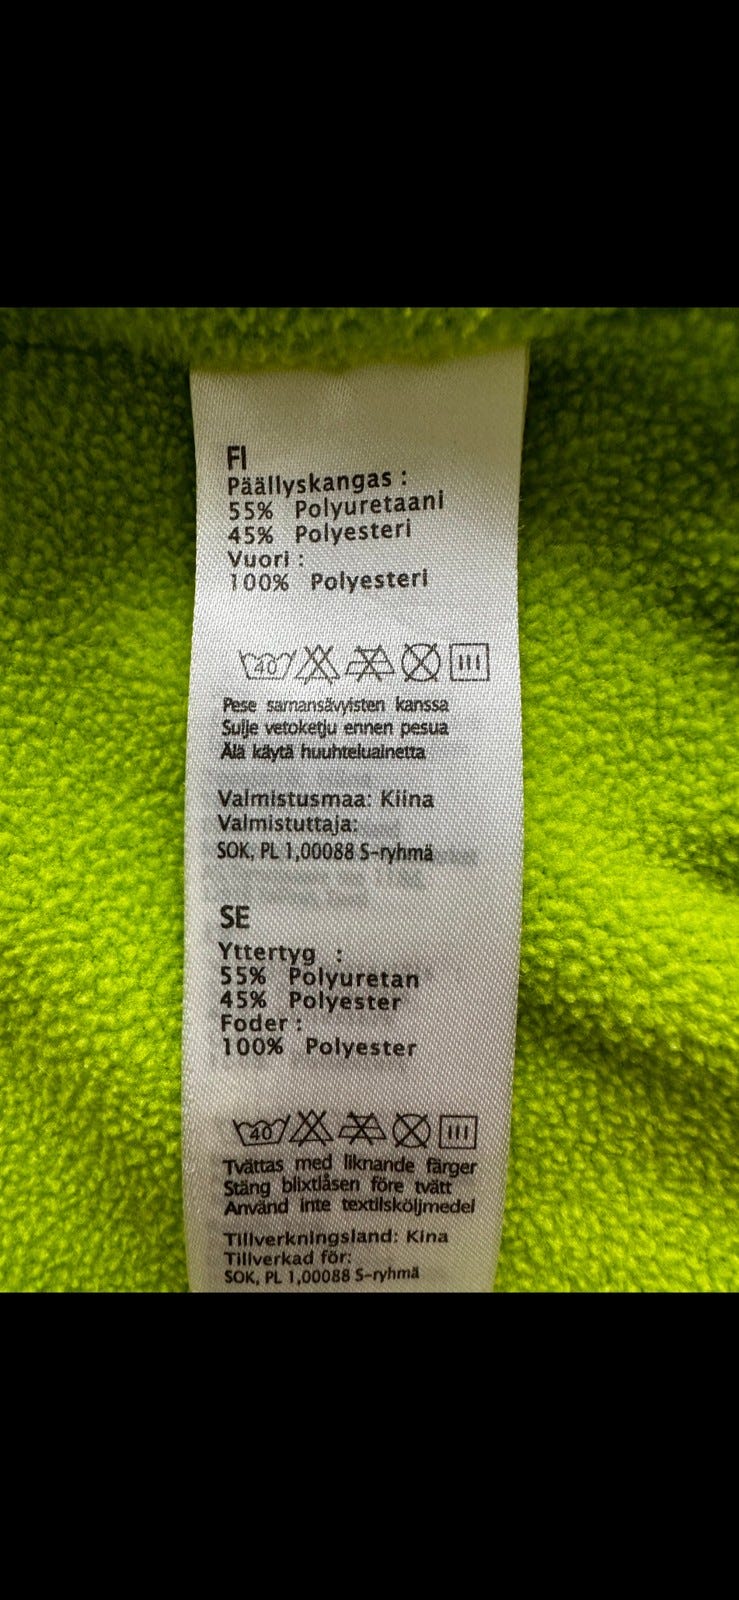 FI
Päällyskangas :
55% Polyuretaani
45% Polyesteri
Vuori :
100% Polyesteri
40
Pese samansävyisten kanssa
Sulje vetoketju ennen pesua
Älä käytä huuhteluainetta
Valmistusmaa: Kiina
Valmistuttaja:
SOK, PL 1,00088 S-ryhmä
SE
Yttertyg :
55% Polyuretan
45% Polyester
Foder :
100% Polyester
40
Tvättas med liknande färger
Stäng blixtlåsen före tvätt
Använd inte textilsköljmedel
Tillverkningsland: Kina
Tillverkad för:
SOK, PL 1,00088 S-ryhmä